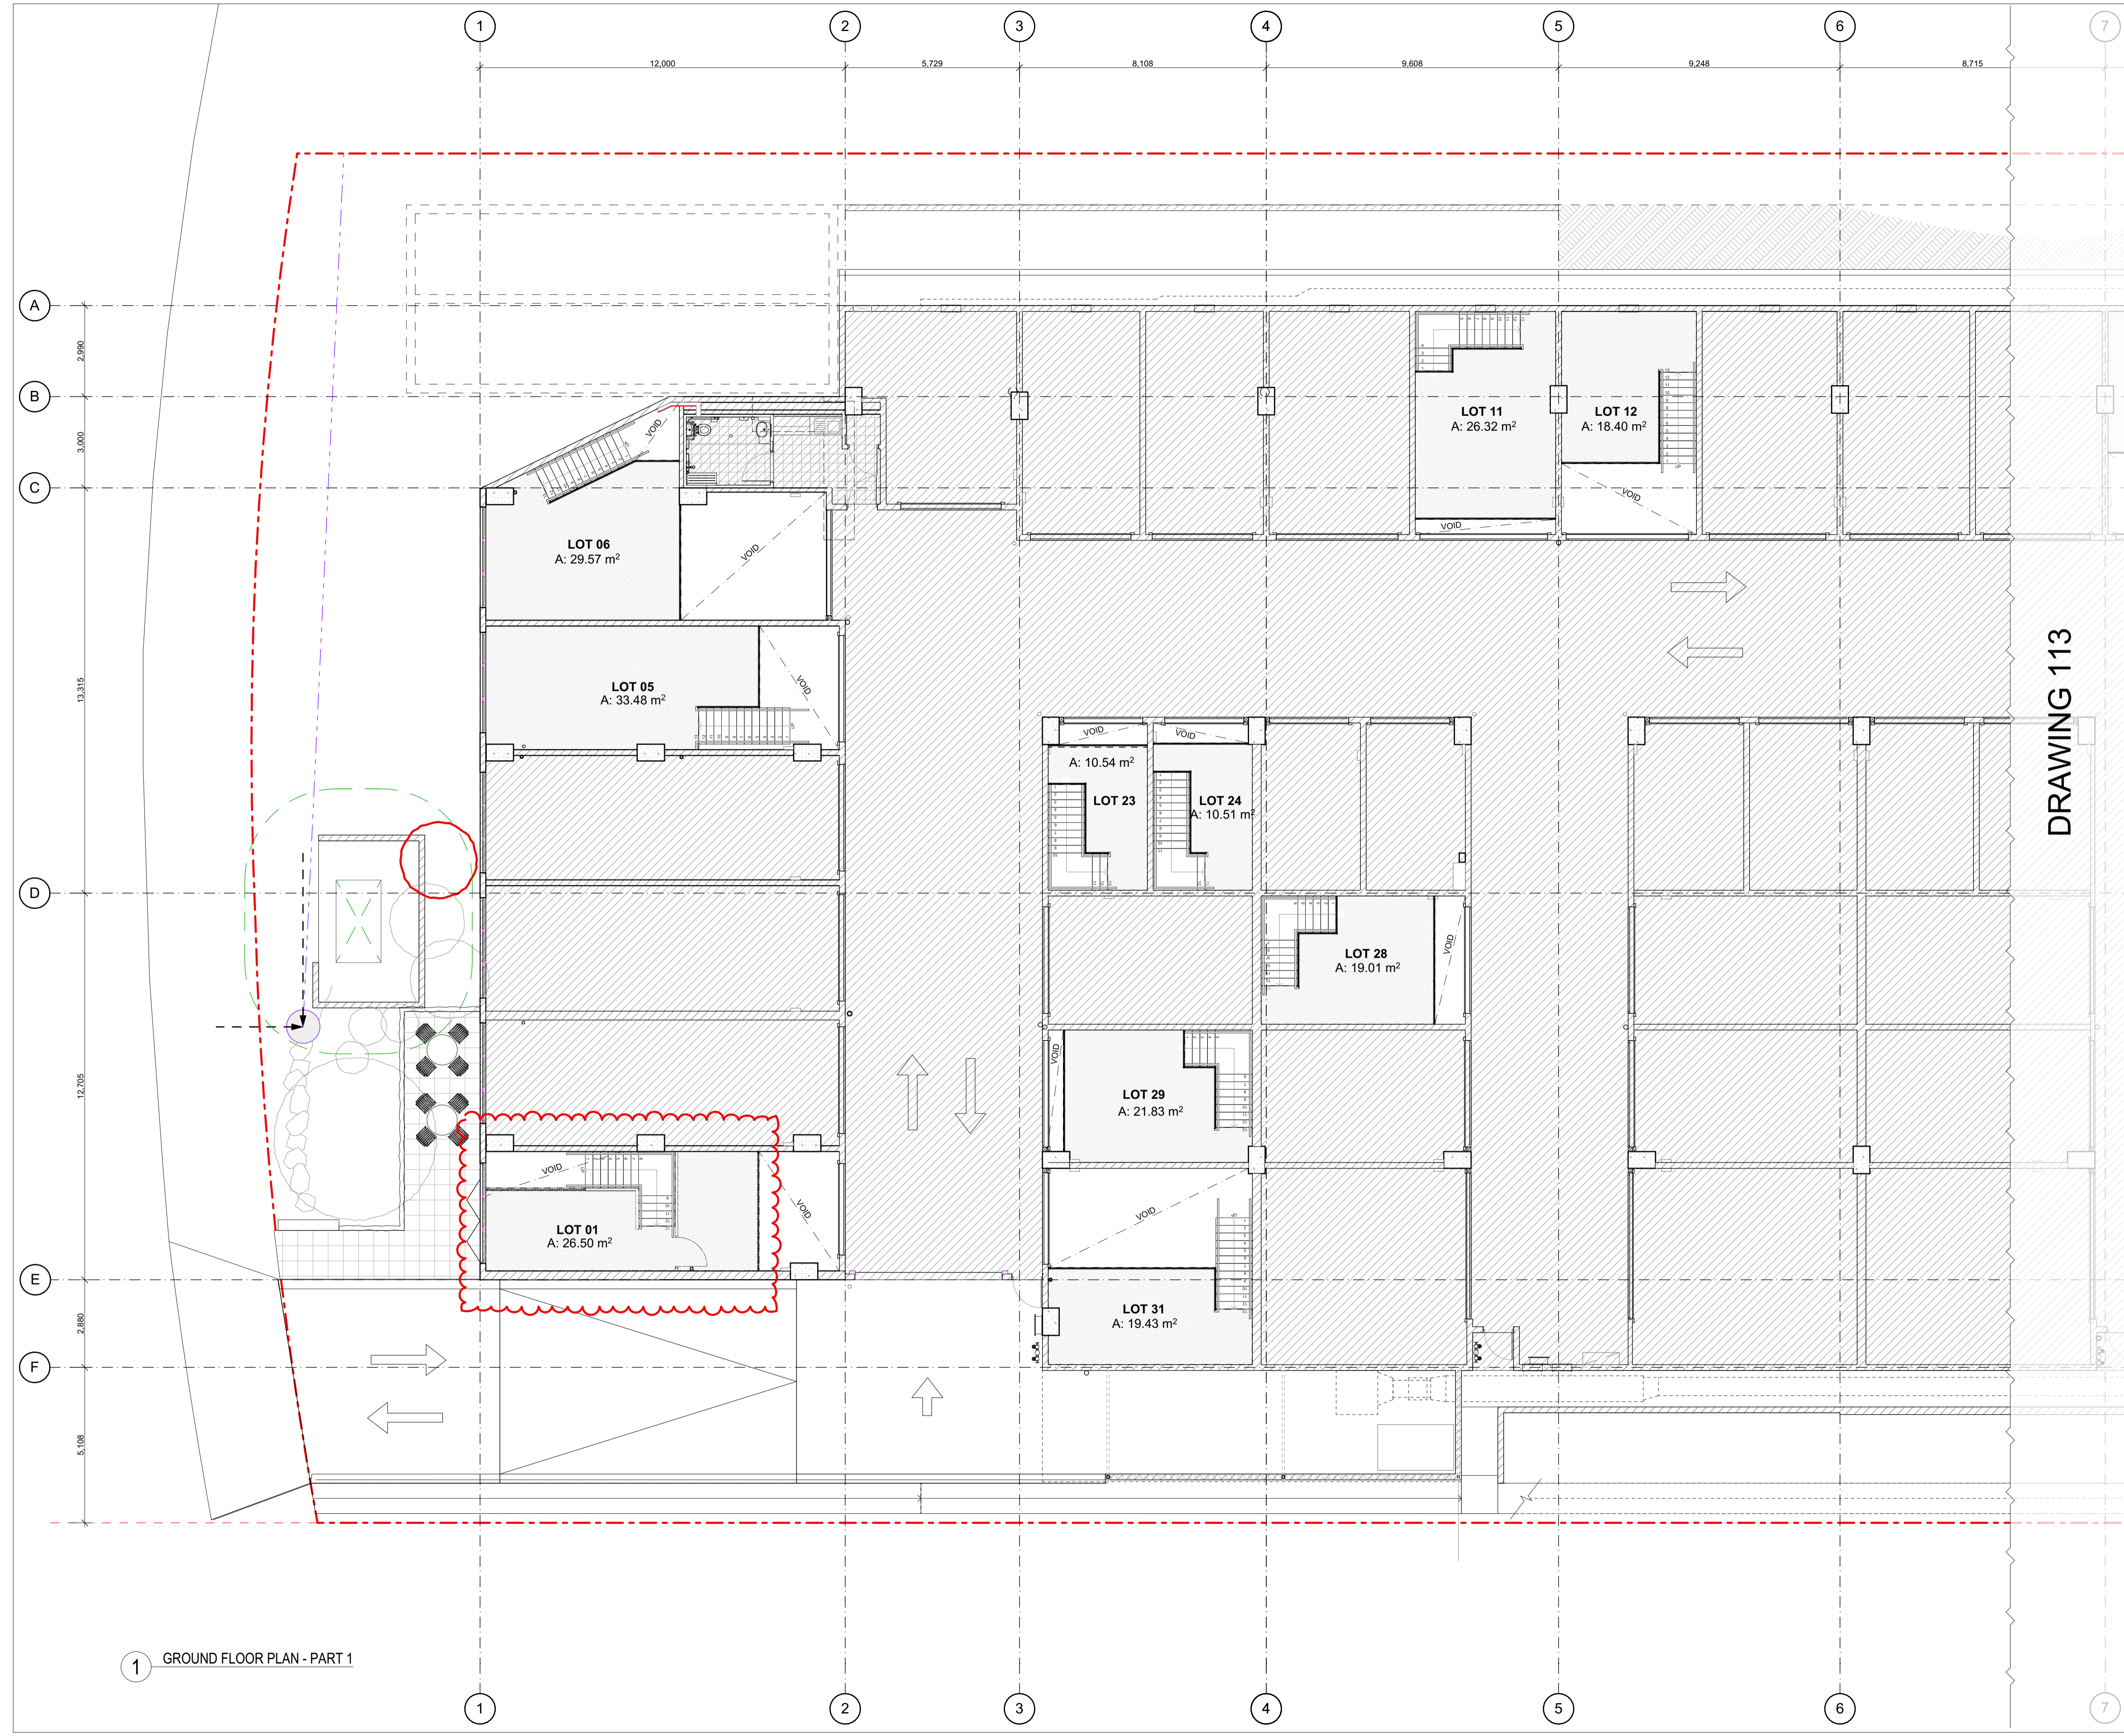 1
2
3
4
5
6
7
12,000
5,729
8,108
9,608
9,248
8,715
A
B
C
D
E
F
2,990
3,000
13,315
12,705
2,880
5,108
LOT 11
A: 26.32 m²
VOID
LOT 12
A: 18.40 m²
VOID
UP
VOID
LOT 06
A: 29.57 m²
VOID
LOT 05
A: 33.48 m²
VOID
UP
DRAWING 113
VOID
A: 10.54 m²
LOT 23
VOID
LOT 24
A: 10.51 m²
LOT 28
A: 19.01 m²
VOID
VOID
LOT 29
A: 21.83 m²
VOID
LOT 01
A: 26.50 m²
VOID
VOID
UP
LOT 31
A: 19.43 m²
1
GROUND FLOOR PLAN - PART 1
1
2
3
4
5
6
7